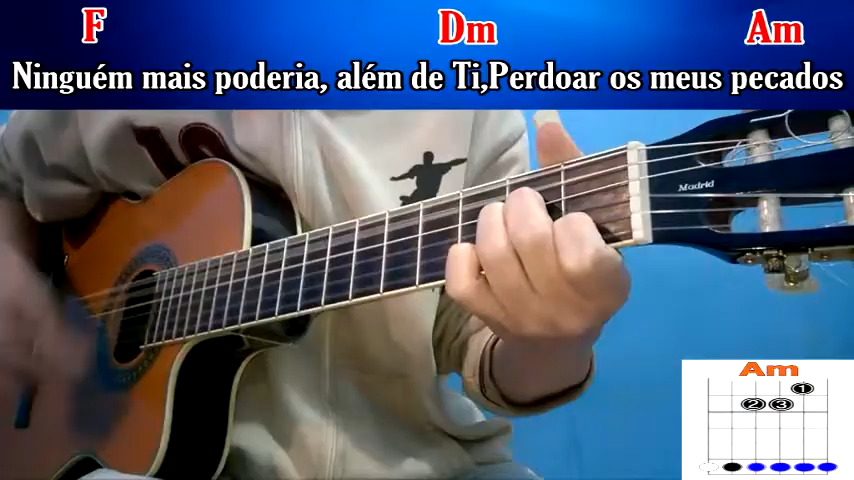 F Dm Am
Ninguém mais poderia, além de Ti,Perdoar os meus pecados
Madrid
Am
1
2 3